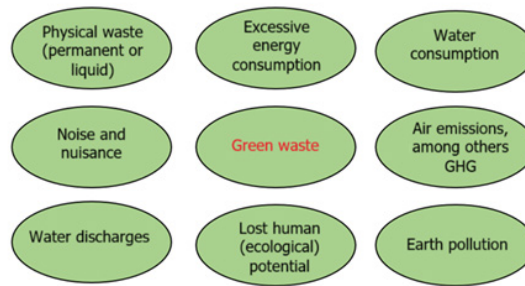 Physical waste
(permanent or
liquid)
Excessive
energy
consumption
Water
consumption
Noise and
nuisance
Green waste
Air emissions,
among others
GHG
Water discharges
Lost human
(ecological)
potential
Earth pollution